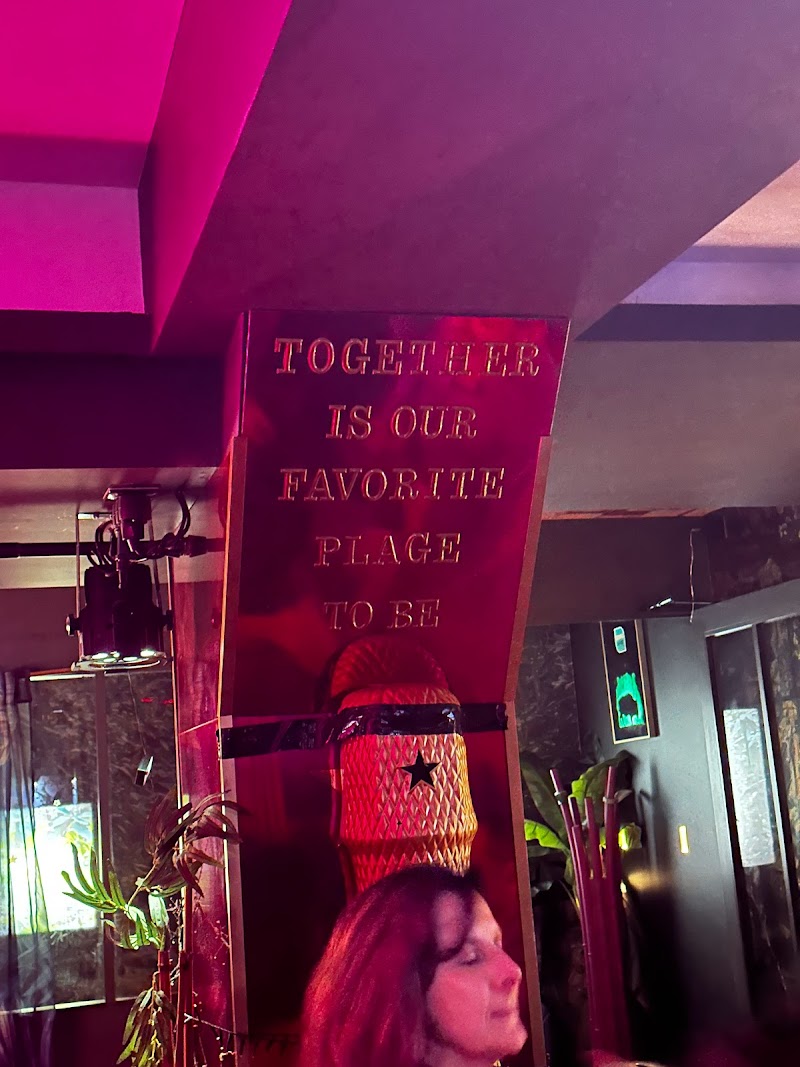 TOGETHER
IS OUR
FAVORITE
PLACE
TO BE